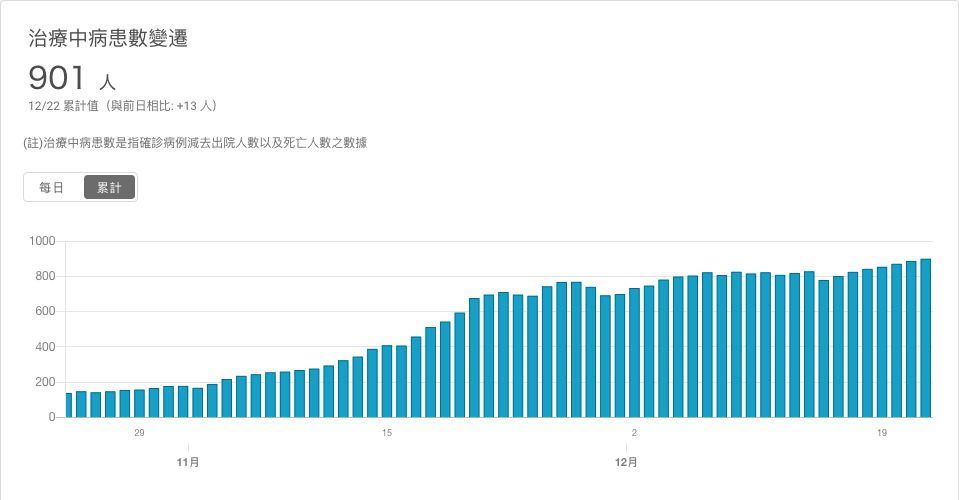 治療中病患數變遷
901 人
12/22 累計值（與前日相比: +13 人）
(註)治療中病患數是指確診病例減去出院人數以及死亡人數之數據
每日 累計
1000
800
600
400
200
0
29 15 2 19
11月 12月